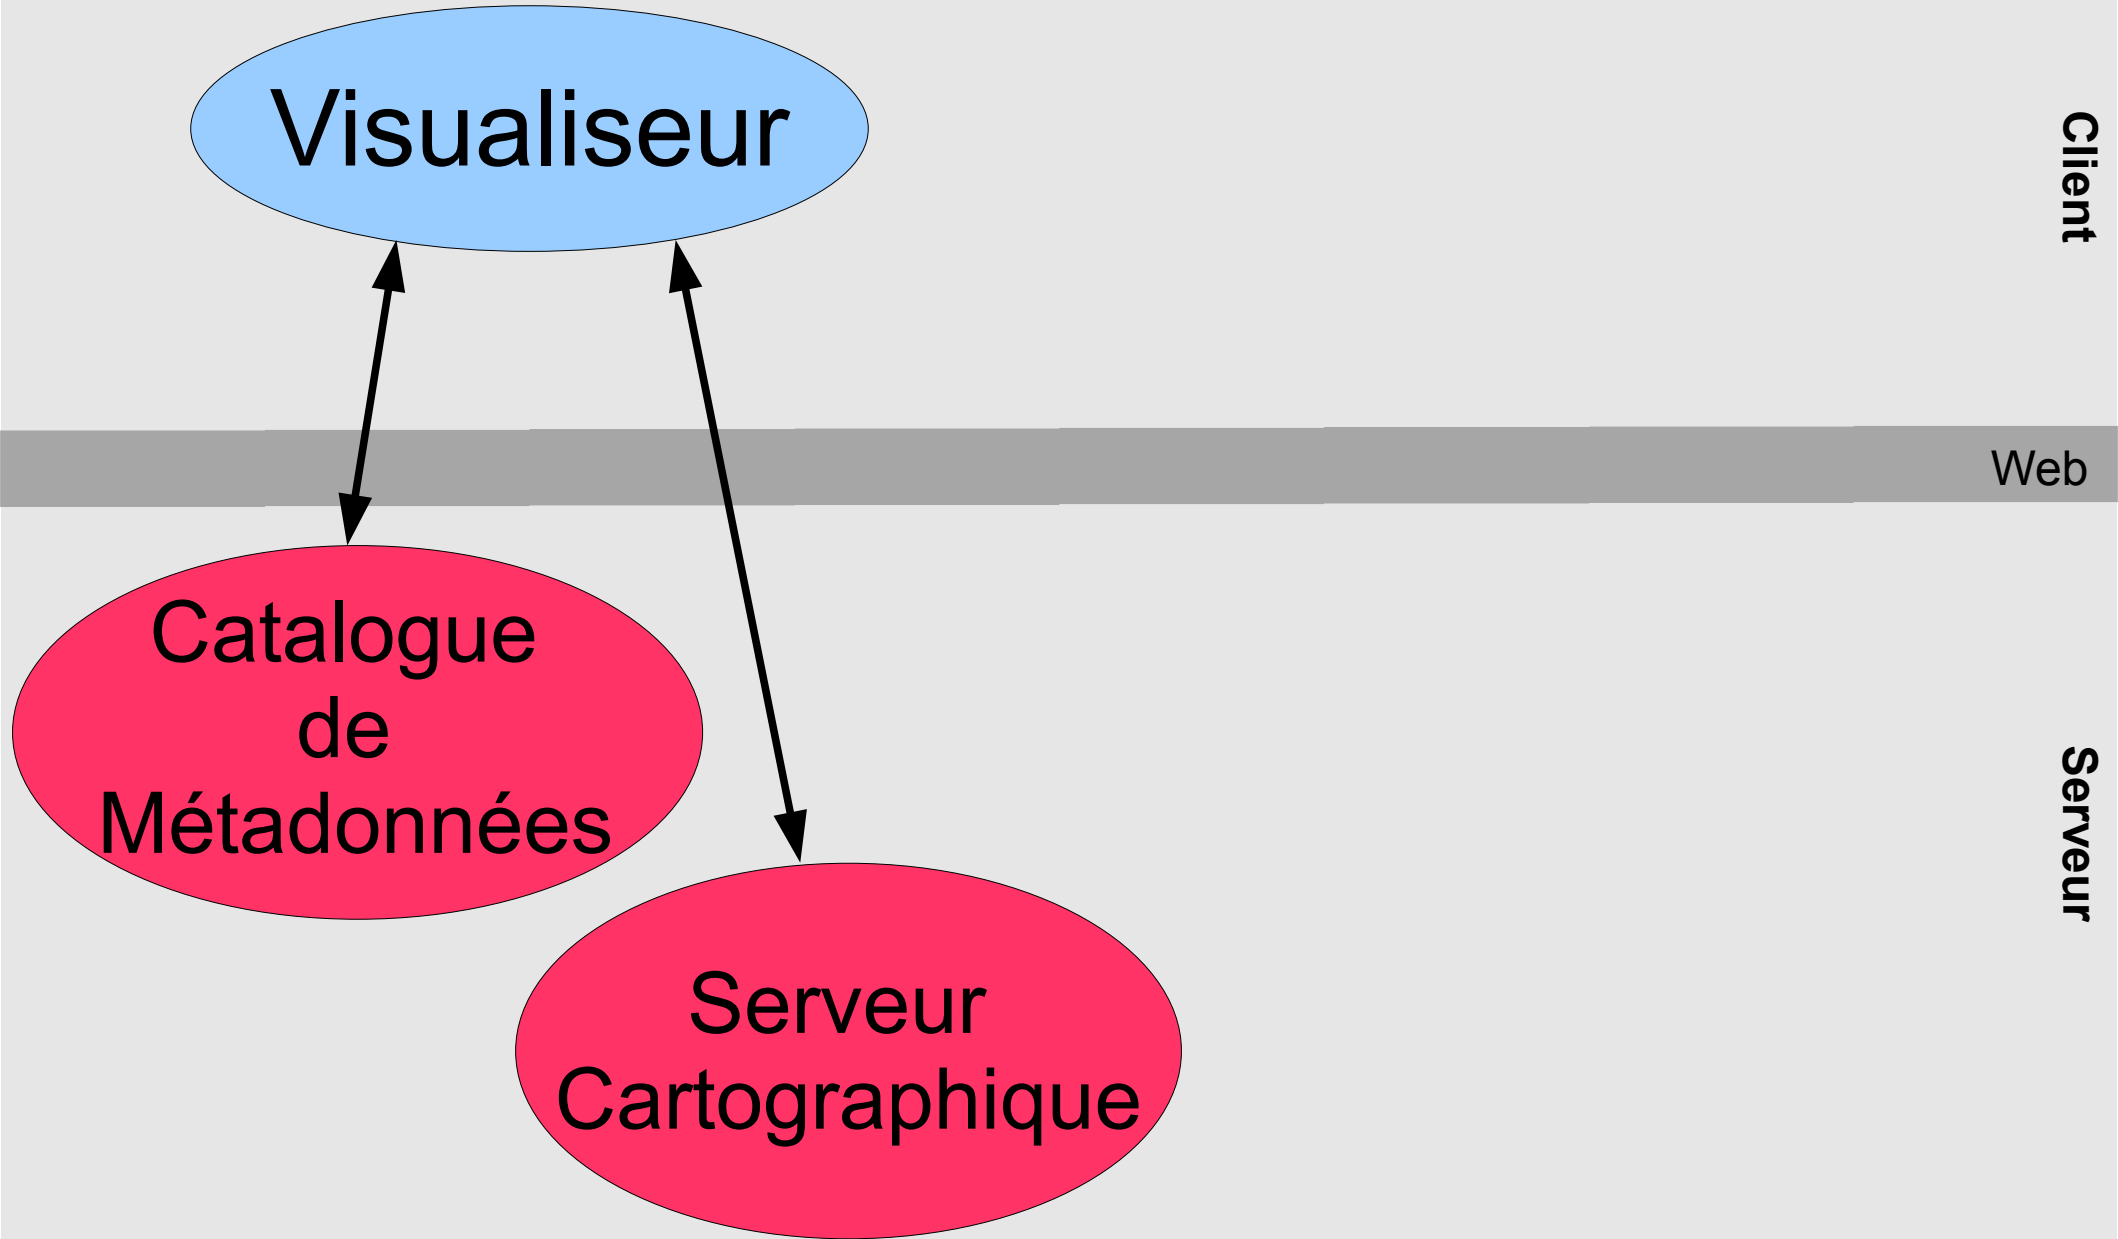 Visualiseur
Client
Web
Catalogue
de
Métadonnées
Serveur
Serveur
Cartographique